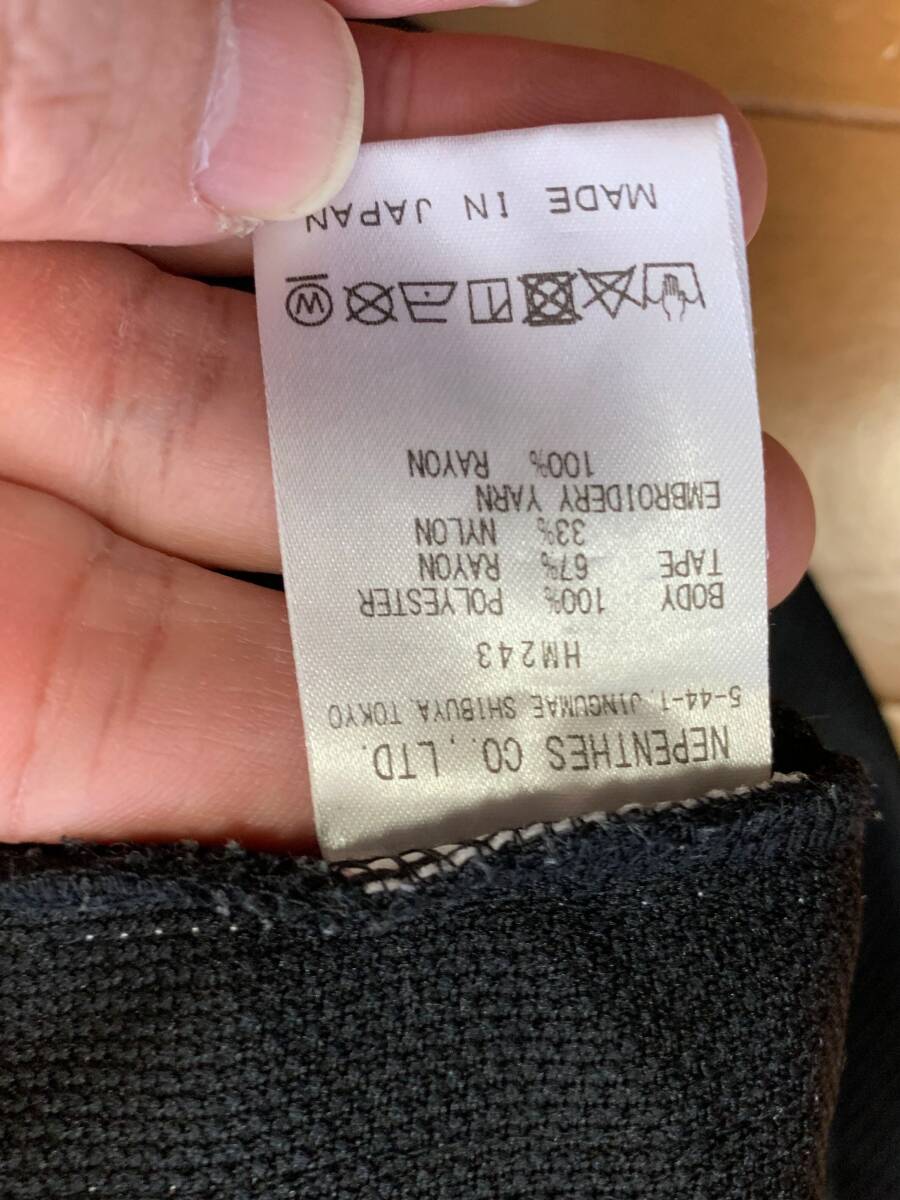 NEPENTHES CO., LTD.
5-44-1, JINGUMAE SHIBUYA, TOKYO
HM243
BODY 100% POLYESTER
TAPE 67% RAYON
33% NYLON
EMBROIDERY YARN
100% RAYON
W
MADE IN JAPAN